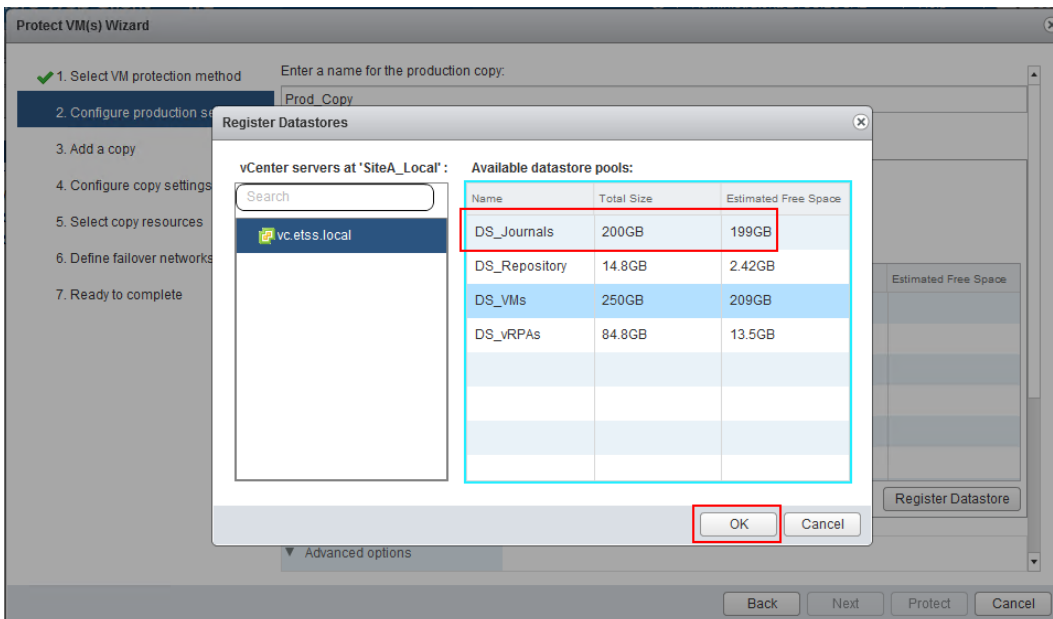 Protect VM(s) Wizard
1. Select VM protection method
2. Configure production se
3. Add a copy
4. Configure copy settings
5. Select copy resources
6. Define failover networks
7. Ready to complete
Enter a name for the production copy:
Prod_Copy
Register Datastores
vCenter servers at 'SiteA_Local' :
Search
vc.etss.local
Available datastore pools:
Name Total Size Estimated Free Space
DS_Journals 200GB 199GB
DS_Repository 14.8GB 2.42GB
DS_VMs 250GB 209GB
DS_vRPAs 84.8GB 13.5GB
OK Cancel
Estimated Free Space
Register Datastore
Advanced options
Back Next Protect Cancel